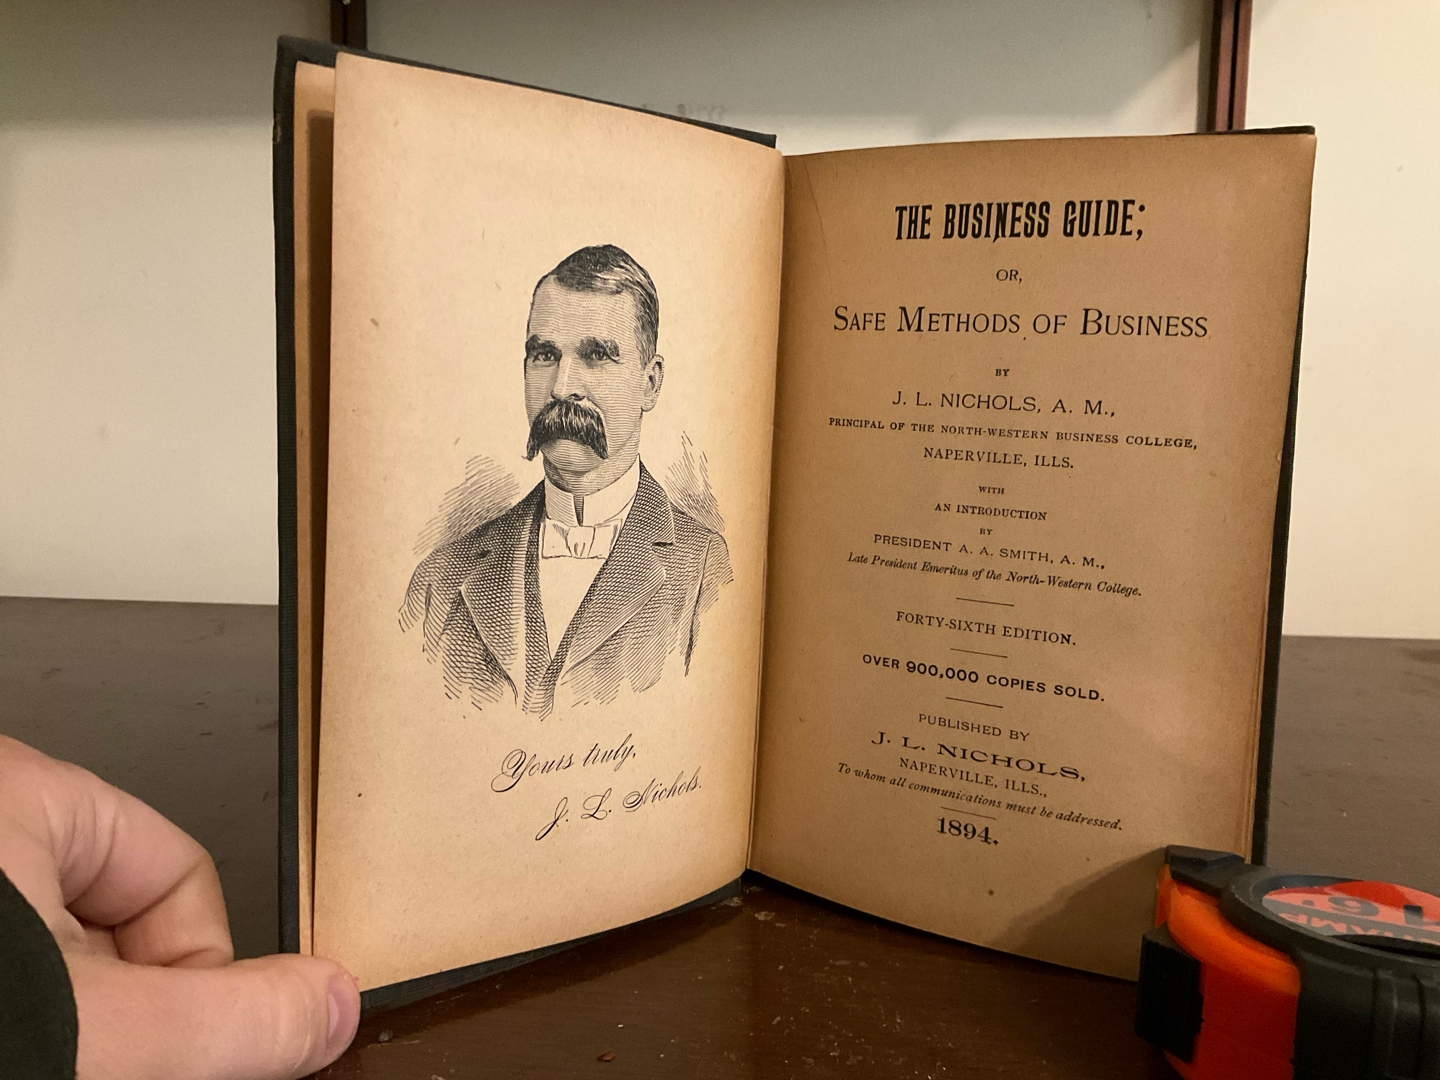 Yours truly,
J. L. Nichols.
THE BUSINESS GUIDE;
OR,
SAFE METHODS OF BUSINESS
BY
J. L. NICHOLS, A. M.,
PRINCIPAL OF THE NORTH-WESTERN BUSINESS COLLEGE,
NAPERVILLE, ILLS.
WITH
AN INTRODUCTION
BY
PRESIDENT A. A. SMITH, A. M.,
Late President Emeritus of the North-Western College.
FORTY-SIXTH EDITION.
OVER 900,000 COPIES SOLD.
PUBLISHED BY
J. L. NICHOLS,
NAPERVILLE, ILLS.,
To whom all communications must be addressed.
1894.